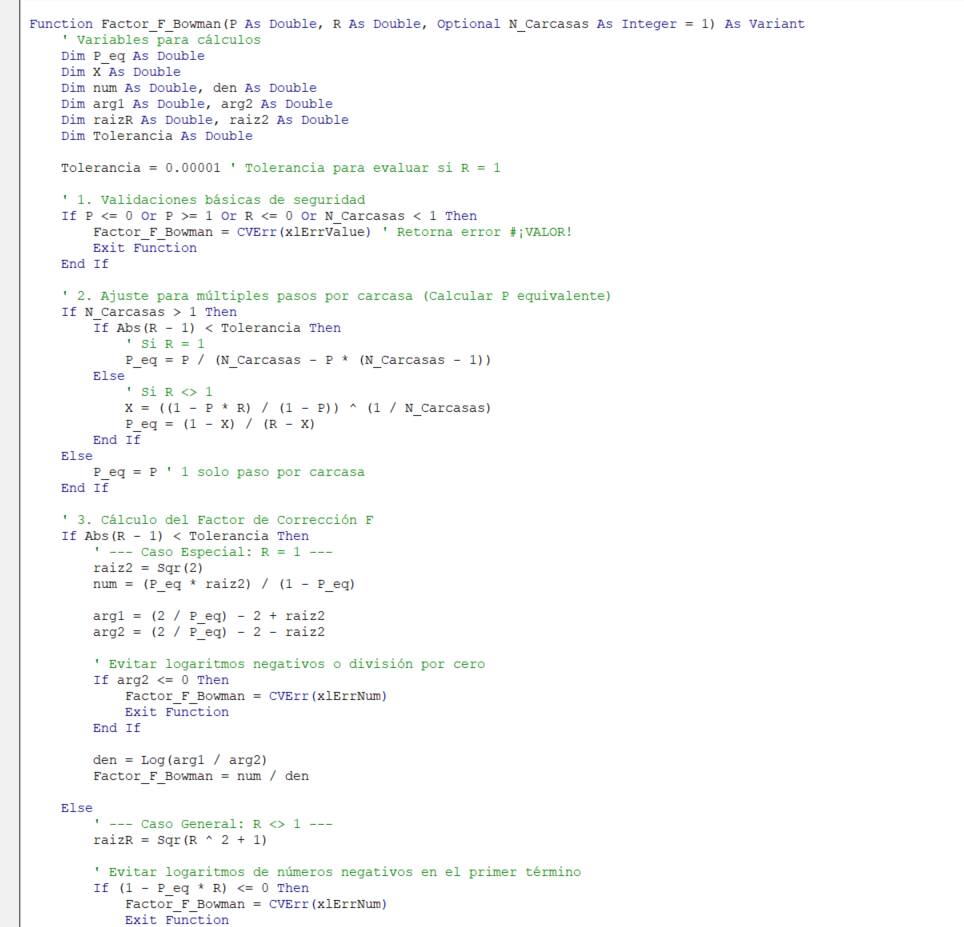 Function Factor_F_Bowman(P As Double, R As Double, Optional N_Carcasas As Integer = 1) As Variant
    ' Variables para cálculos
    Dim P_eq As Double
    Dim X As Double
    Dim num As Double, den As Double
    Dim arg1 As Double, arg2 As Double
    Dim raizR As Double, raiz2 As Double
    Dim Tolerancia As Double

    Tolerancia = 0.00001 ' Tolerancia para evaluar si R = 1

    ' 1. Validaciones básicas de seguridad
    If P <= 0 Or P >= 1 Or R <= 0 Or N_Carcasas < 1 Then
        Factor_F_Bowman = CVErr(xlErrValue) ' Retorna error #¡VALOR!
        Exit Function
    End If

    ' 2. Ajuste para múltiples pasos por carcasa (Calcular P equivalente)
    If N_Carcasas > 1 Then
        If Abs(R - 1) < Tolerancia Then
            ' Si R = 1
            P_eq = P / (N_Carcasas - P * (N_Carcasas - 1))
        Else
            ' Si R <> 1
            X = ((1 - P * R) / (1 - P)) ^ (1 / N_Carcasas)
            P_eq = (1 - X) / (R - X)
        End If
    Else
        P_eq = P ' 1 solo paso por carcasa
    End If

    ' 3. Cálculo del Factor de Corrección F
    If Abs(R - 1) < Tolerancia Then
        ' --- Caso Especial: R = 1 ---
        raiz2 = Sqr(2)
        num = (P_eq * raiz2) / (1 - P_eq)

        arg1 = (2 / P_eq) - 2 + raiz2
        arg2 = (2 / P_eq) - 2 - raiz2

        ' Evitar logaritmos negativos o división por cero
        If arg2 <= 0 Then
            Factor_F_Bowman = CVErr(xlErrNum)
            Exit Function
        End If

        den = Log(arg1 / arg2)
        Factor_F_Bowman = num / den

    Else
        ' --- Caso General: R <> 1 ---
        raizR = Sqr(R ^ 2 + 1)

        ' Evitar logaritmos de números negativos en el primer término
        If (1 - P_eq * R) <= 0 Then
            Factor_F_Bowman = CVErr(xlErrNum)
            Exit Function